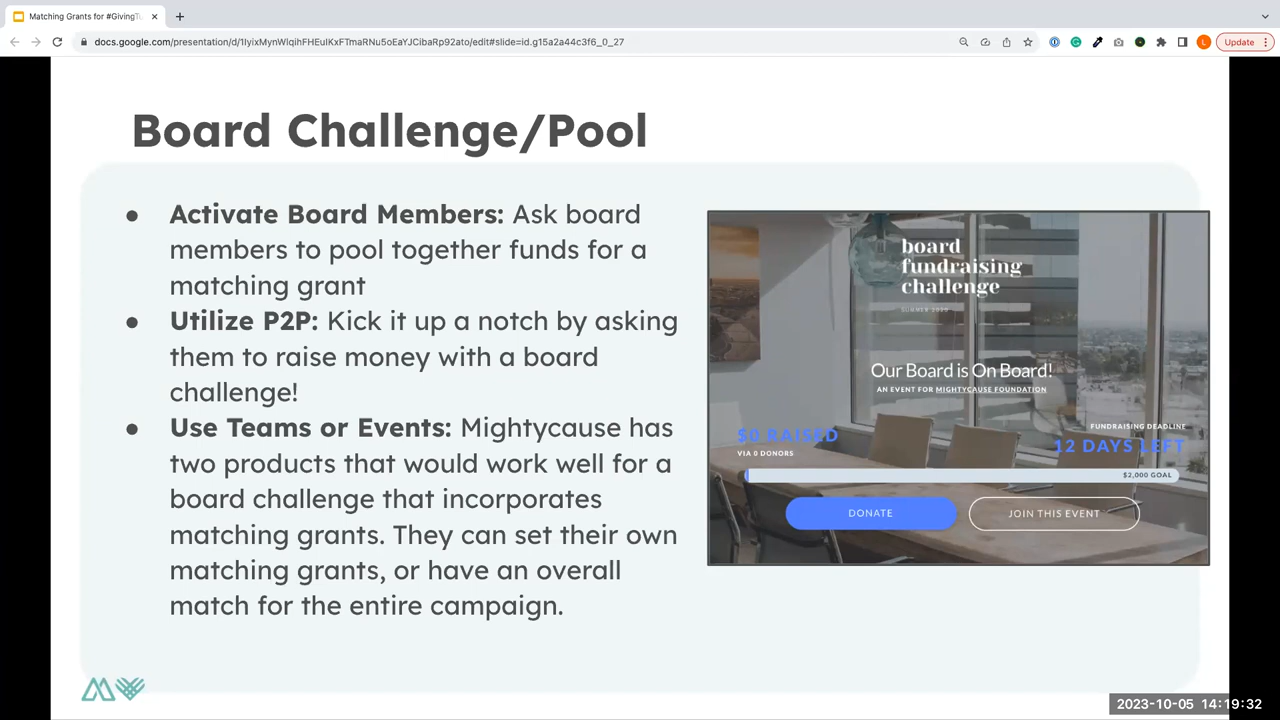 Matching Grants for #GivingTu
docs.google.com/presentation/d/1IyixMynWlqihFHEuIKxFTmaRNu5oEaYJCibaRp92ato/edit#slide=id.g15a2a44c3f6_0_27
L
Update
Board Challenge/Pool
● Activate Board Members: Ask board
members to pool together funds for a
matching grant
● Utilize P2P: Kick it up a notch by asking
them to raise money with a board
challenge!
● Use Teams or Events: Mightycause has
two products that would work well for a
board challenge that incorporates
matching grants. They can set their own
matching grants, or have an overall
match for the entire campaign.
board
fundraising
challenge
SUMMER
Our Board is On Board!
AN EVENT FOR MIGHTYCAUSE FOUNDATION
$0 RAISED
VIA 0 DONORS
FUNDRAISING DEADLINE
12 DAYS LEFT
$2,000 GOAL
DONATE
JOIN THIS EVENT
2023-10-05 14:19:32